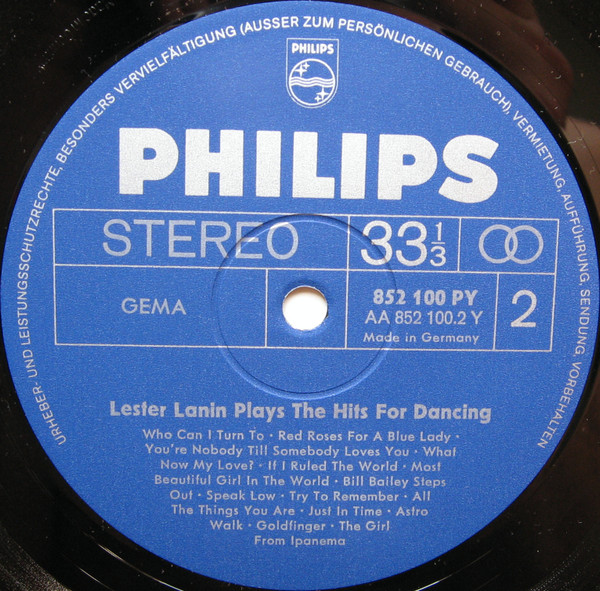 URHEBER- UND LEISTUNGSSCHUTZRECHTE, BESONDERS VERVIELFÄLTIGUNG (AUSSER ZUM PERSÖNLICHEN GEBRAUCH), VERMIETUNG, AUFFÜHRUNG, SENDUNG, VORBEHALTEN
PHILIPS
PHILIPS
STEREO 33 1/3
GEMA 852 100 PY 2
AA 852 100.2 Y
Made in Germany
Lester Lanin Plays The Hits For Dancing
Who Can I Turn To · Red Roses For A Blue Lady ·
You're Nobody Till Somebody Loves You · What
Now My Love? · If I Ruled The World · Most
Beautiful Girl In The World · Bill Bailey Steps
Out · Speak Low · Try To Remember · All
The Things You Are · Just In Time · Astro
Walk · Goldfinger · The Girl
From Ipanema